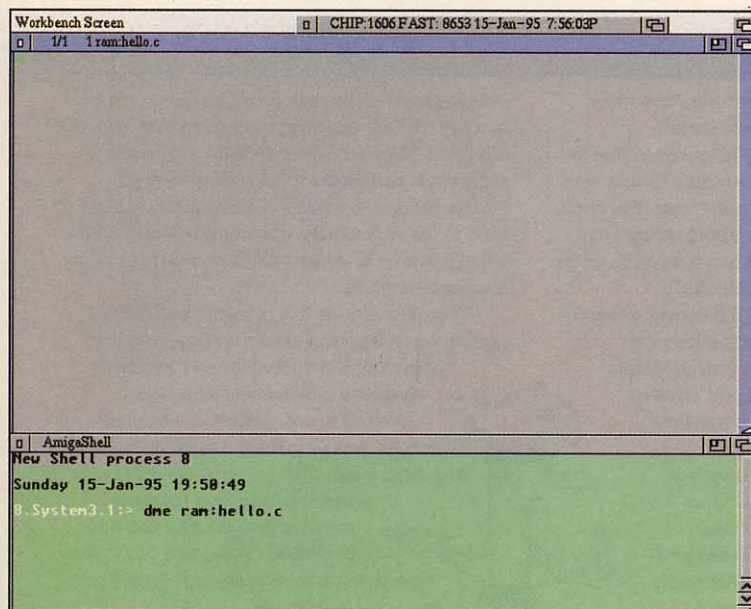 Workbench Screen
CHIP:1606 FAST: 8653 15-Jan-95 7:56:03P
1/1 1 ram:hello.c
AmigaShell
New Shell process 8
Sunday 15-Jan-95 19:50:49
8.System3.1:> dme ram:hello.c